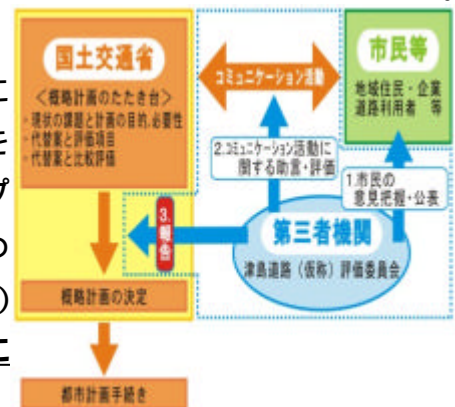 国土交通省
<概略計画のたたき台>
・現状の課題と計画の目的、必要性
・代替案と評価項目
・代替案と比較評価
コミュニケーション活動
市民等
地域住民・企業
道路利用者 等
2.コミュニケーション活動に
関する助言・評価
1.市民の
意見把握・公表
3.報告
第三者機関
津島道路(仮称)評価委員会
概略計画の決定
都市計画手続き
に
プ
の
)